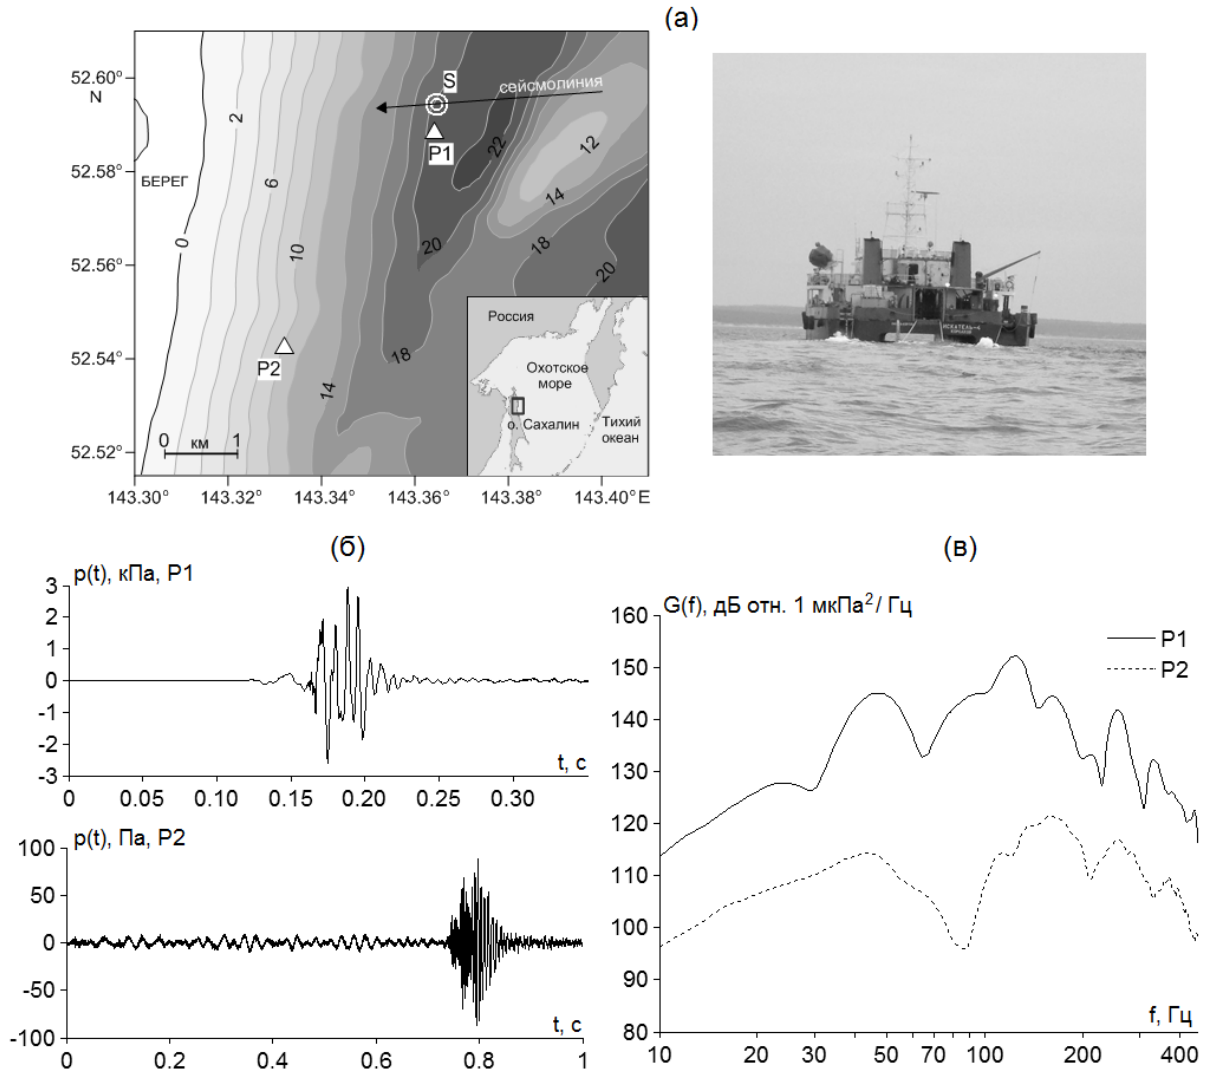 (а)
52.60°
N
52.58°
52.56°
52.54°
52.52°
БЕРЕГ
0
2
6
10
14
18
20
22
12
14
18
20
S
сейсмолиния
P1
P2
0 км 1
Россия
Охотское
море
о. Сахалин
Тихий
океан
143.30° 143.32° 143.34° 143.36° 143.38° 143.40° E
ИСКАТЕЛЬ-4
(б)
p(t), кПа, P1
3
2
1
0
-1
-2
-3
t, с
0 0.05 0.10 0.15 0.20 0.25 0.30
p(t), Па, P2
100
50
0
-50
-100
t, с
0 0.2 0.4 0.6 0.8 1
(в)
G(f), дБ отн. 1 мкПа²/ Гц
160
150
140
130
120
110
100
90
80
P1
P2
f, Гц
10 20 30 50 70 100 200 400